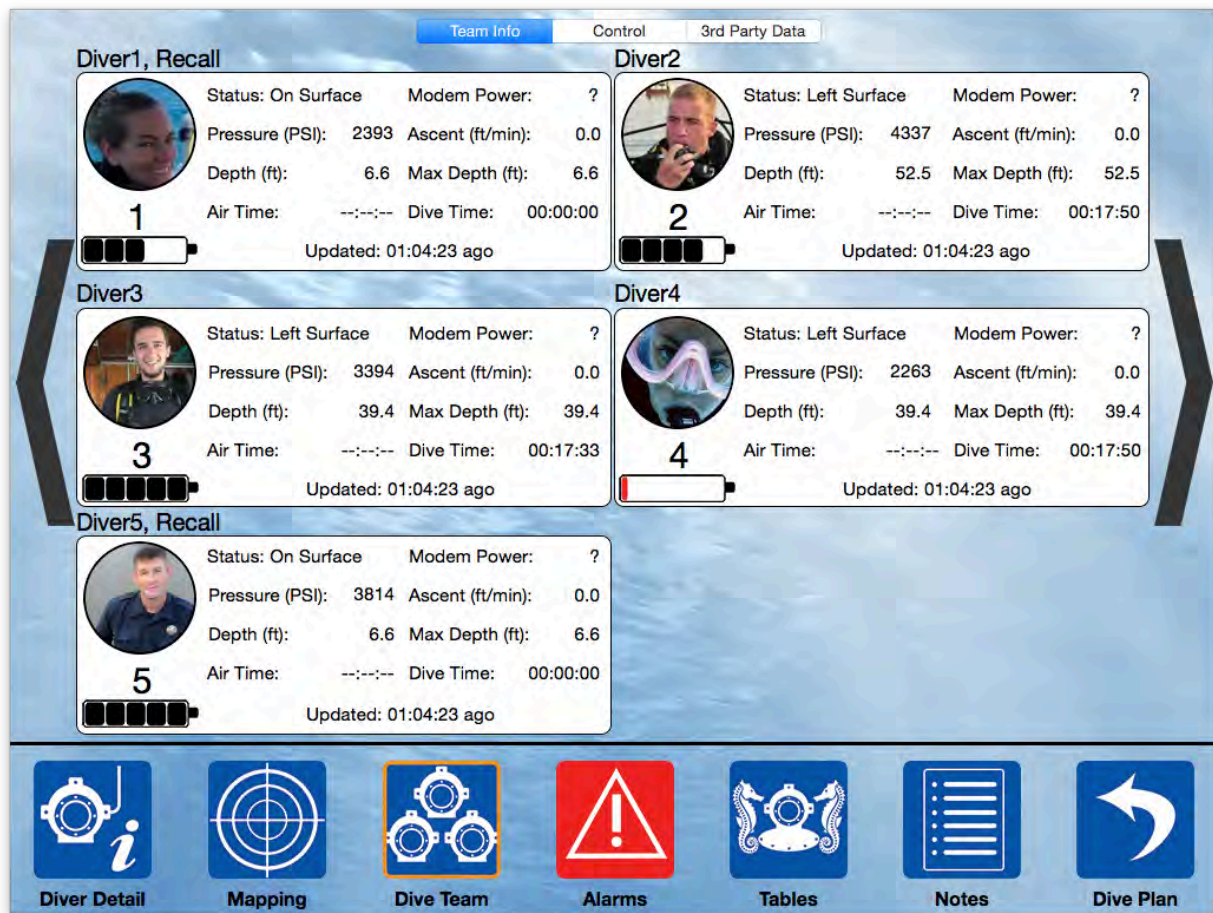 Team Info Control 3rd Party Data
Diver1, Recall
Status: On Surface Modem Power: ?
Pressure (PSI): 2393 Ascent (ft/min): 0.0
Depth (ft): 6.6 Max Depth (ft): 6.6
Air Time: --:--:-- Dive Time: 00:00:00
1
Updated: 01:04:23 ago
Diver2
Status: Left Surface Modem Power: ?
Pressure (PSI): 4337 Ascent (ft/min): 0.0
Depth (ft): 52.5 Max Depth (ft): 52.5
Air Time: --:--:-- Dive Time: 00:17:50
2
Updated: 01:04:23 ago
Diver3
Status: Left Surface Modem Power: ?
Pressure (PSI): 3394 Ascent (ft/min): 0.0
Depth (ft): 39.4 Max Depth (ft): 39.4
Air Time: --:--:-- Dive Time: 00:17:33
3
Updated: 01:04:23 ago
Diver4
Status: Left Surface Modem Power: ?
Pressure (PSI): 2263 Ascent (ft/min): 0.0
Depth (ft): 39.4 Max Depth (ft): 39.4
Air Time: --:--:-- Dive Time: 00:17:50
4
Updated: 01:04:23 ago
Diver5, Recall
Status: On Surface Modem Power: ?
Pressure (PSI): 3814 Ascent (ft/min): 0.0
Depth (ft): 6.6 Max Depth (ft): 6.6
Air Time: --:--:-- Dive Time: 00:00:00
5
Updated: 01:04:23 ago
i
Diver Detail Mapping Dive Team Alarms Tables Notes Dive Plan